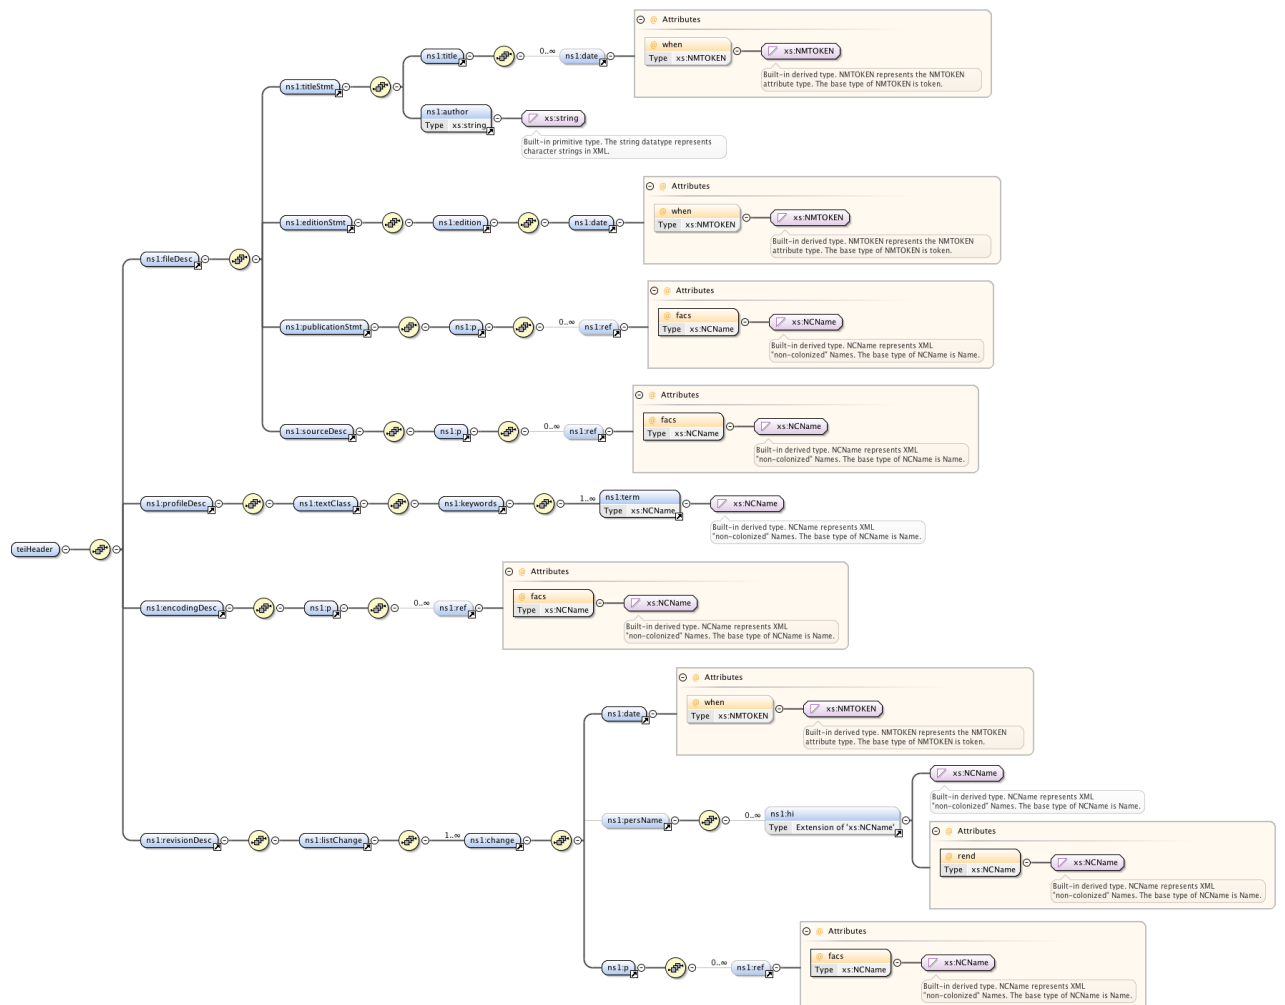 Attributes
when
Type xs:NMTOKEN
xs:NMTOKEN
Built-in derived type. NMTOKEN represents the NMTOKEN
attribute type. The base type of NMTOKEN is token.
ns1:title
0..∞
ns1:date
ns1:titleStmt
ns1:author
Type xs:string
xs:string
Built-in primitive type. The string datatype represents
character strings in XML.
Attributes
when
Type xs:NMTOKEN
xs:NMTOKEN
Built-in derived type. NMTOKEN represents the NMTOKEN
attribute type. The base type of NMTOKEN is token.
ns1:editionStmt
ns1:edition
ns1:date
ns1:fileDesc
Attributes
facs
Type xs:NCName
xs:NCName
Built-in derived type. NCName represents XML
"non-colonized" Names. The base type of NCName is Name.
ns1:publicationStmt
ns1:p
0..∞
ns1:ref
Attributes
facs
Type xs:NCName
xs:NCName
Built-in derived type. NCName represents XML
"non-colonized" Names. The base type of NCName is Name.
ns1:sourceDesc
ns1:p
0..∞
ns1:ref
ns1:profileDesc
ns1:textClass
ns1:keywords
1..∞
ns1:term
Type xs:NCName
xs:NCName
Built-in derived type. NCName represents XML
"non-colonized" Names. The base type of NCName is Name.
teiHeader
Attributes
facs
Type xs:NCName
xs:NCName
Built-in derived type. NCName represents XML
"non-colonized" Names. The base type of NCName is Name.
ns1:encodingDesc
ns1:p
0..∞
ns1:ref
Attributes
when
Type xs:NMTOKEN
xs:NMTOKEN
Built-in derived type. NMTOKEN represents the NMTOKEN
attribute type. The base type of NMTOKEN is token.
ns1:date
ns1:persName
0..∞
ns1:hi
Type Extension of 'xs:NCName'
xs:NCName
Built-in derived type. NCName represents XML
"non-colonized" Names. The base type of NCName is Name.
Attributes
rend
Type xs:NCName
xs:NCName
Built-in derived type. NCName represents XML
"non-colonized" Names. The base type of NCName is Name.
ns1:revisionDesc
ns1:listChange
1..∞
ns1:change
Attributes
facs
Type xs:NCName
xs:NCName
Built-in derived type. NCName represents XML
"non-colonized" Names. The base type of NCName is Name.
ns1:p
0..∞
ns1:ref